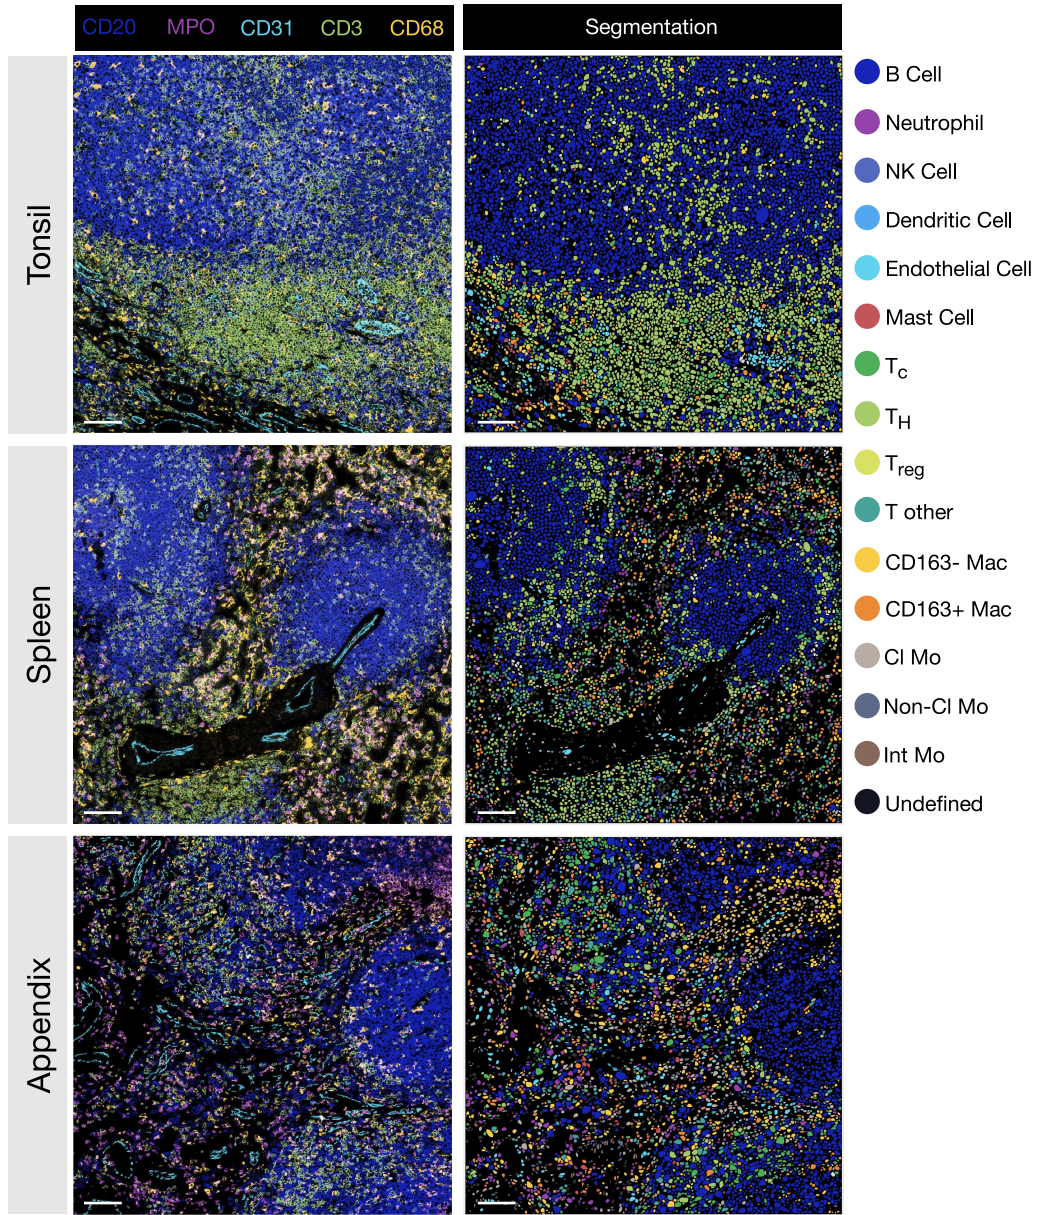 CD20 MPO CD31 CD3 CD68
Segmentation
Tonsil
Spleen
Appendix
B Cell
Neutrophil
NK Cell
Dendritic Cell
Endothelial Cell
Mast Cell
Tc
TH
Treg
T other
CD163- Mac
CD163+ Mac
Cl Mo
Non-Cl Mo
Int Mo
Undefined